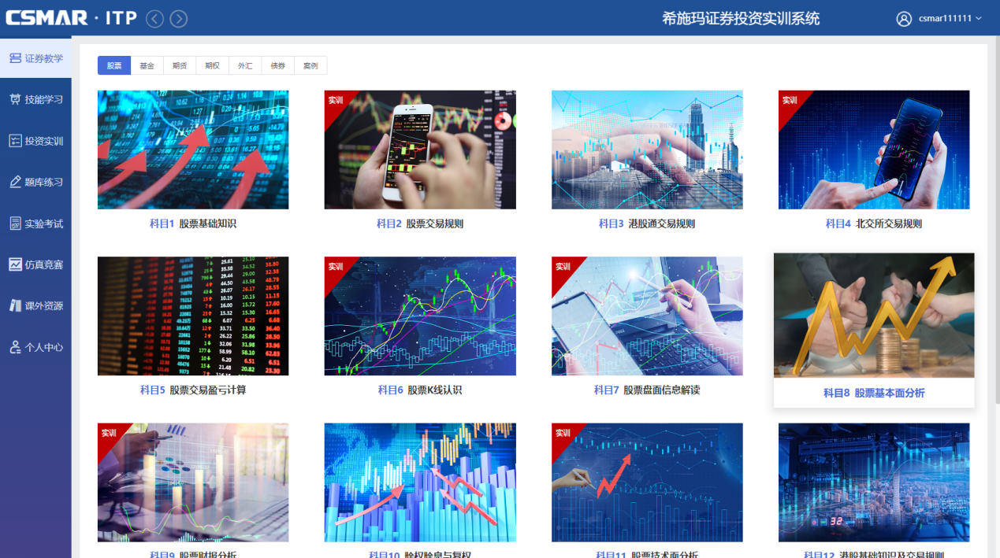 CSMAR · ITP
希施玛证券投资实训系统
csmar111111
证券教学
技能学习
投资实训
题库练习
实验考试
仿真竞赛
课外资源
个人中心
股票 基金 期货 期权 外汇 债券 案例
实训
实训
科目1 股票基础知识
科目2 股票交易规则
科目3 港股通交易规则
科目4 北交所交易规则
实训
实训
科目5 股票交易盈亏计算
科目6 股票K线认识
科目7 股票盘面信息解读
科目8 股票基本面分析
实训
实训
科目9 股票财报分析
科目10 除权除息与复权
科目11 股票技术面分析
科目12 港股基础知识及交易规则